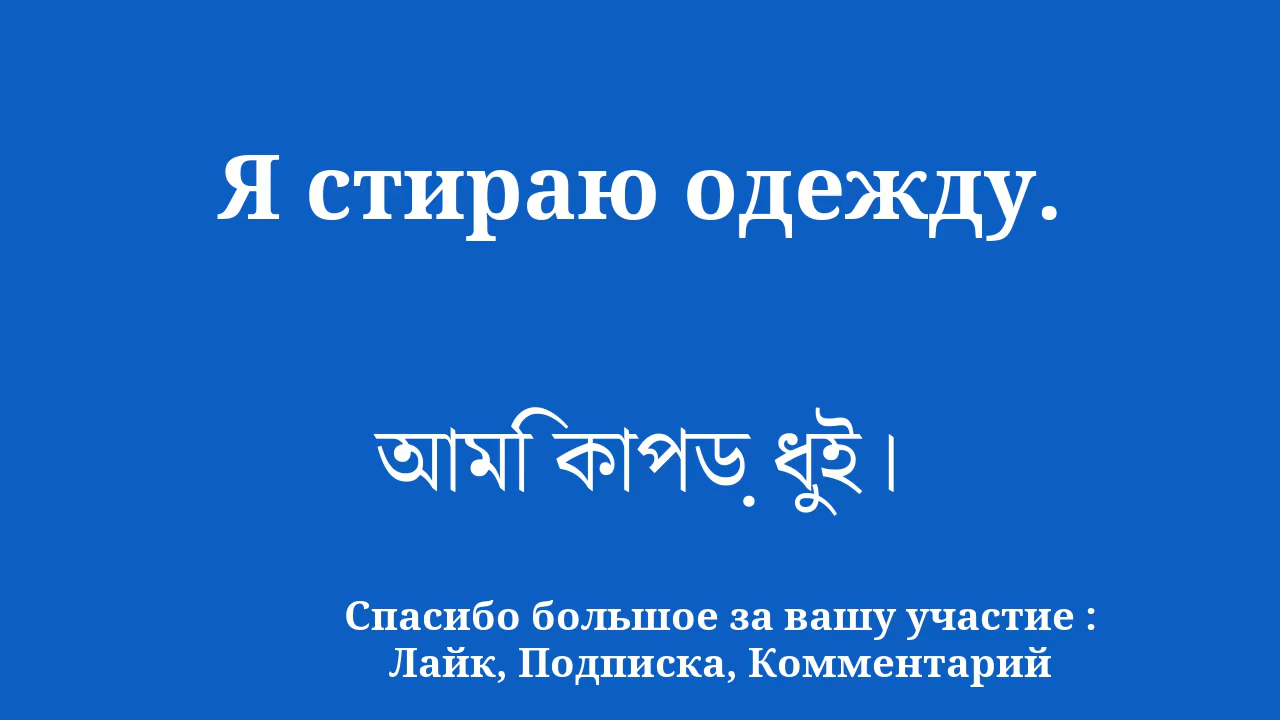 Я стираю одежду.
আমি কাপড় ধুই।
Спасибо большое за вашу участие :
Лайк, Подписка, Комментарий